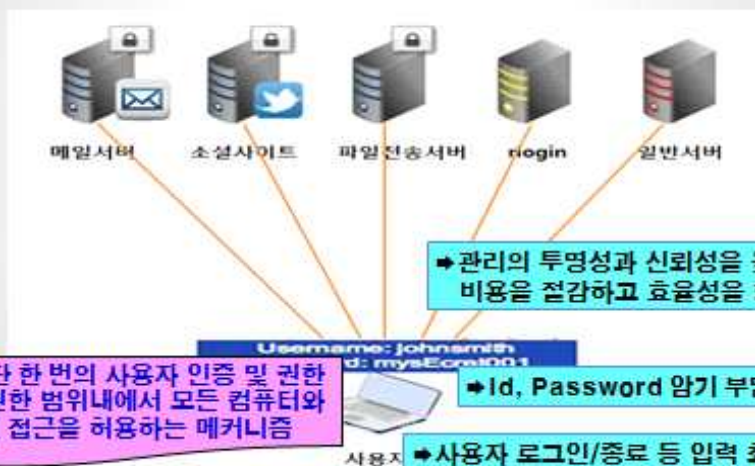 메일서버 소셜사이트 파일전송서버 rlogin 일반서버
➡관리의 투명성과 신뢰성을
비용을 절감하고 효율성을
Username: johnsmith
d: mysEcrnl001
한 번의 사용자 인증 및 권한
범위내에서 모든 컴퓨터와
접근을 허용하는 메커니즘
➡Id, Password 암기
사용자
➡사용자 로그인/종료 등 입력